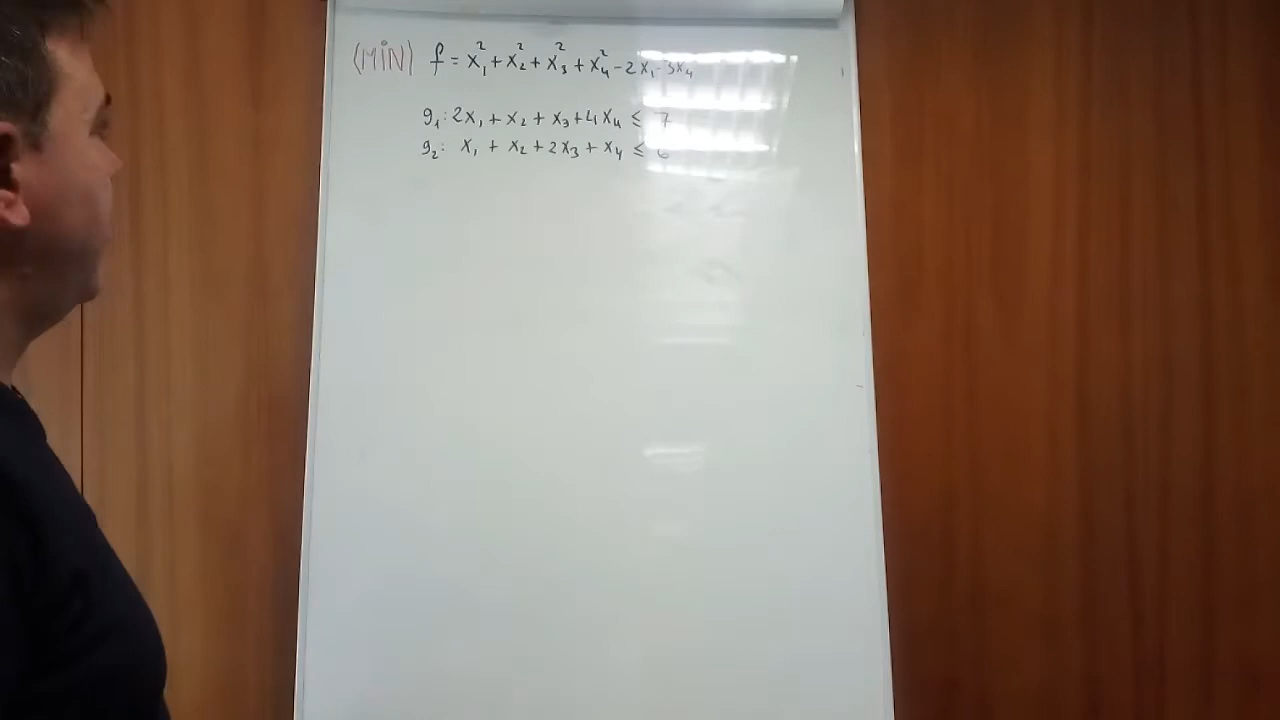 (MIN) f = x₁² + x₂² + x₃² + x₄² - 2x₁ - 3x₄
g₁: 2x₁ + x₂ + x₃ + 4x₄ ≤ 7
g₂: x₁ + x₂ + 2x₃ + x₄ ≤ 6